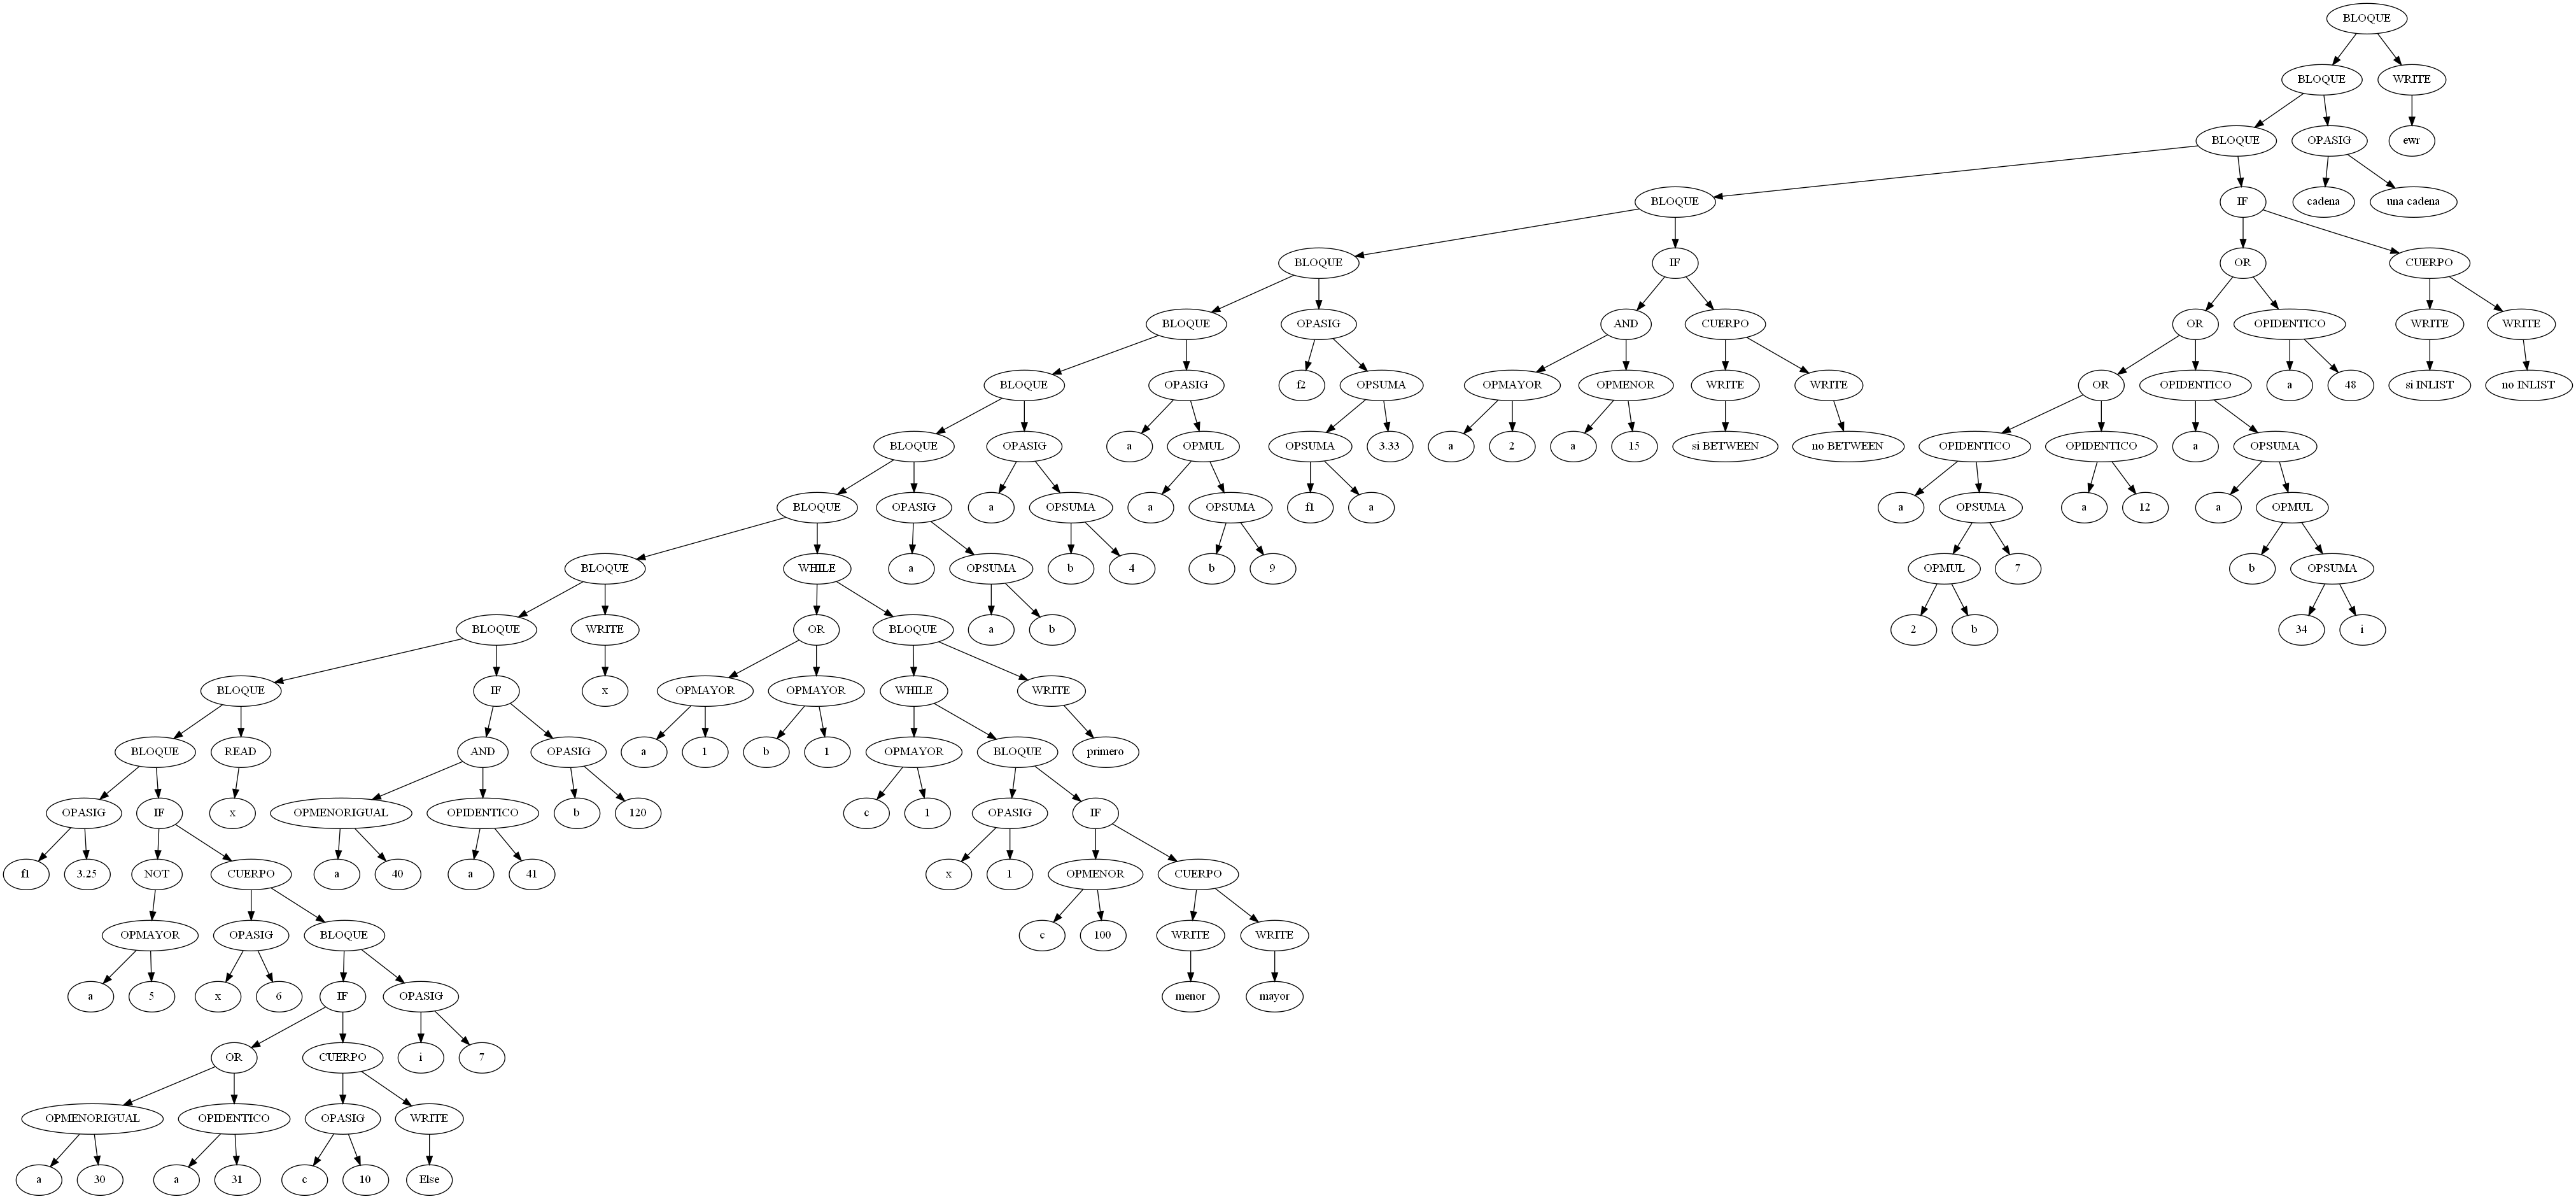 BLOQUE
BLOQUE WRITE
BLOQUE OPASIG ewr
BLOQUE IF cadena una cadena
BLOQUE IF OR CUERPO
BLOQUE OPASIG AND CUERPO OR OPIDENTICO WRITE WRITE
BLOQUE OPASIG f2 OPSUMA OPMAYOR OPMENOR WRITE WRITE OR OPIDENTICO a 48 si INLIST no INLIST
BLOQUE OPASIG a OPMUL OPSUMA 3.33 a 2 a 15 si BETWEEN no BETWEEN OPIDENTICO OPIDENTICO a OPSUMA
BLOQUE OPASIG a OPSUMA a OPSUMA f1 a a OPSUMA a 12 a OPMUL
BLOQUE WHILE a OPSUMA b 4 b 9 OPMUL 7 b OPSUMA
BLOQUE WRITE OR BLOQUE a b 2 b 34 i
BLOQUE IF x OPMAYOR OPMAYOR WHILE WRITE
BLOQUE READ AND OPASIG a 1 b 1 OPMAYOR BLOQUE primero
OPASIG IF x OPMENORIGUAL OPIDENTICO b 120 c 1 OPASIG IF
f1 3.25 NOT CUERPO a 40 a 41 x 1 OPMENOR CUERPO
OPMAYOR OPASIG BLOQUE c 100 WRITE WRITE
a 5 x 6 IF OPASIG menor mayor
OR CUERPO i 7
OPMENORIGUAL OPIDENTICO OPASIG WRITE
a 30 a 31 c 10 Else